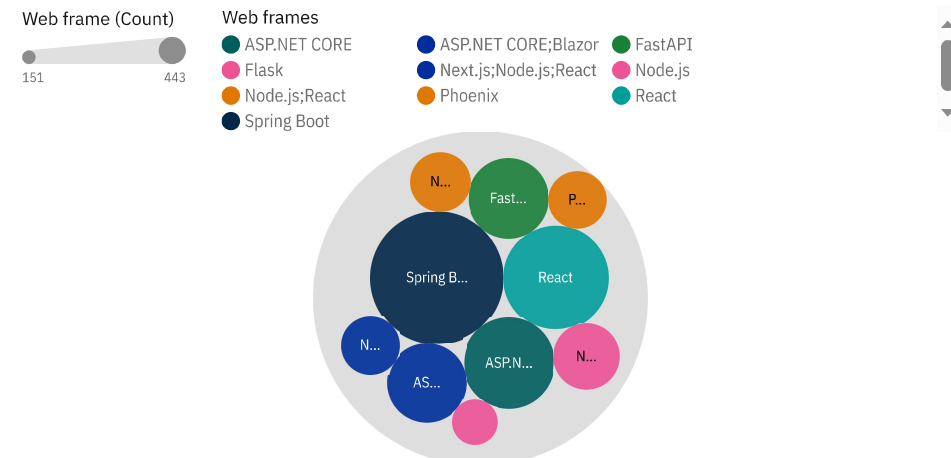 Web frame (Count)
151
443
Web frames
ASP.NET CORE
ASP.NET CORE;Blazor
FastAPI
Flask
Next.js;Node.js;React
Node.js
Node.js;React
Phoenix
React
Spring Boot
N...
Fast...
P...
Spring B...
React
N...
AS...
ASP.N...
N...